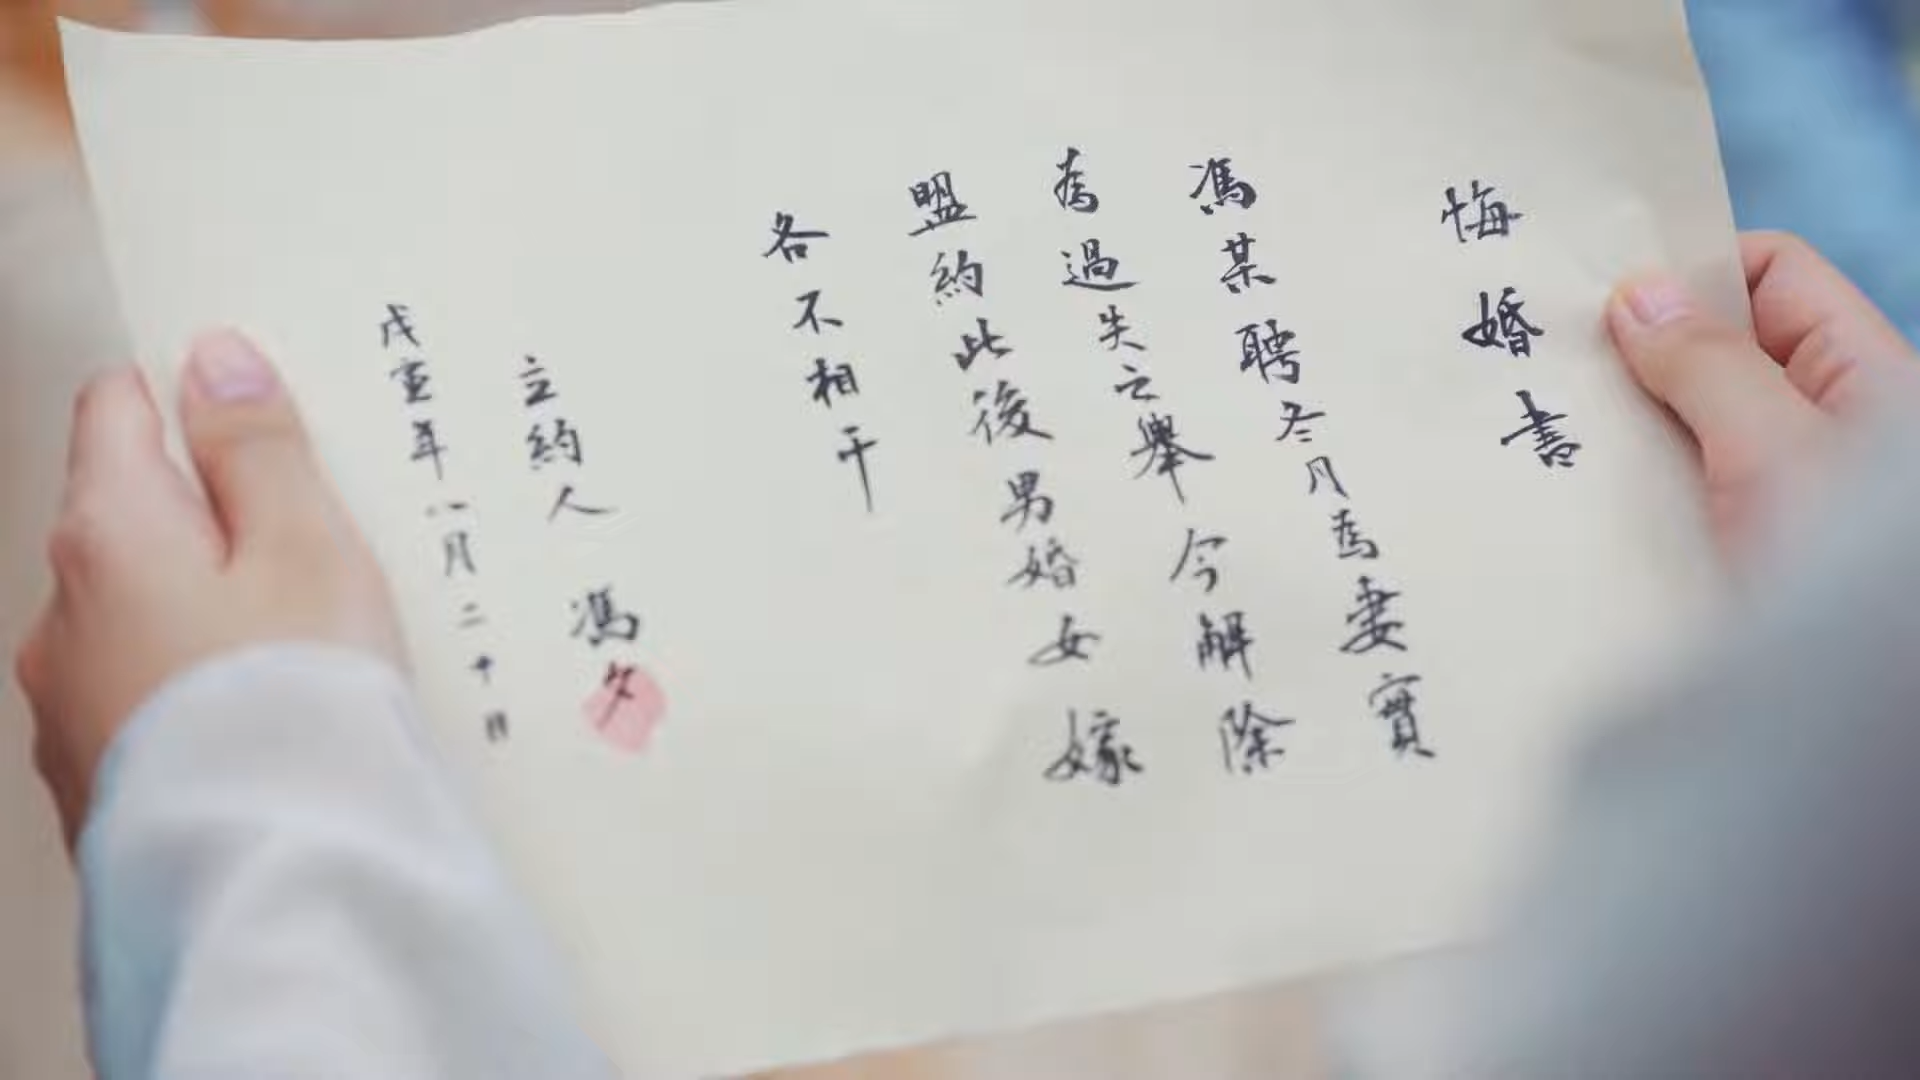 悔婚書
馮某聘冬月為妻實
為過失之舉今解除
盟約此後男婚女嫁
各不相干
立約人馮夕
戊寅年八月二十日